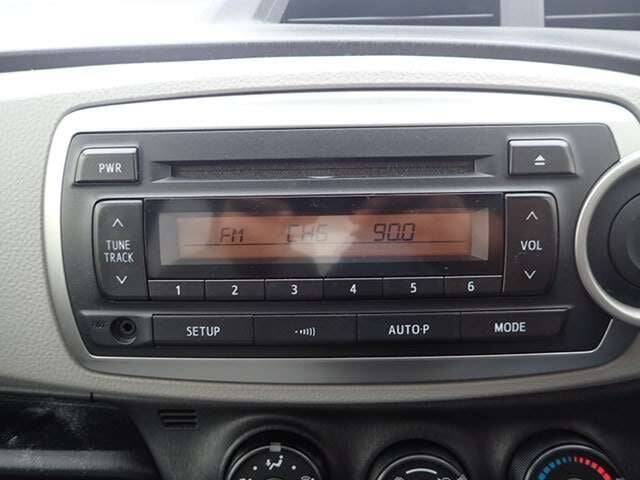 PWR
TUNE
TRACK
FM CH6 90.0
VOL
1 2 3 4 5 6
SETUP AUTO·P MODE